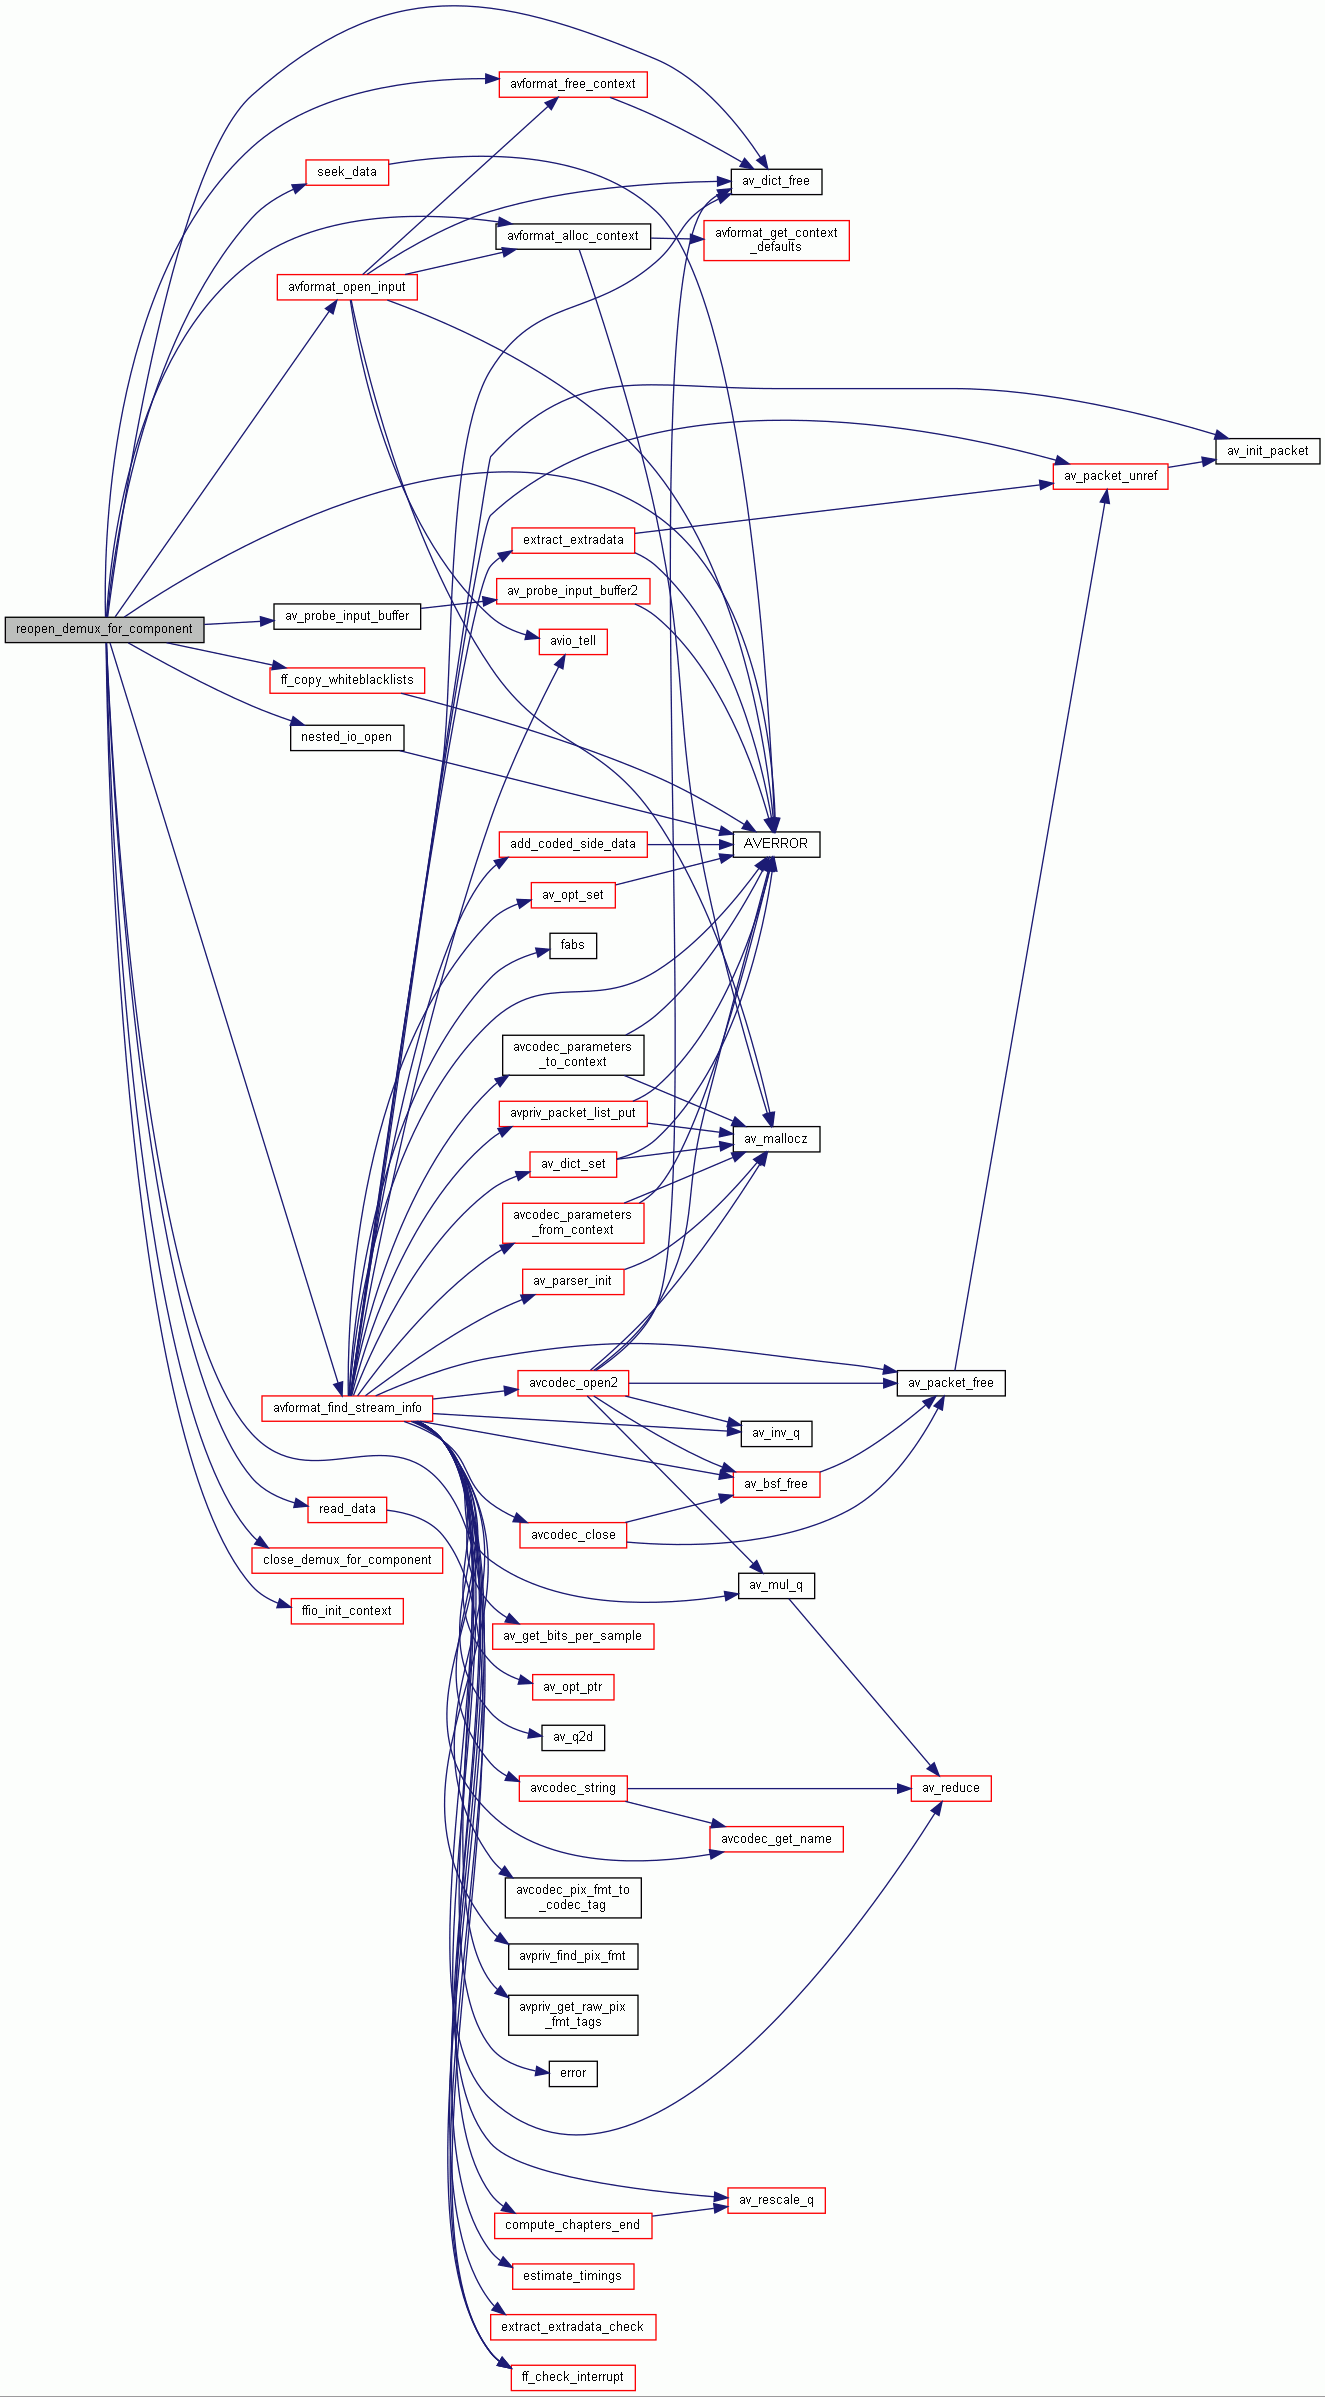 avformat_free_context
seek_data
av_dict_free
avformat_alloc_context
avformat_get_context
_defaults
avformat_open_input
av_init_packet
av_packet_unref
extract_extradata
av_probe_input_buffer2
av_probe_input_buffer
reopen_demux_for_component
avio_tell
ff_copy_whiteblacklists
nested_io_open
add_coded_side_data
AVERROR
av_opt_set
fabs
avcodec_parameters
_to_context
avpriv_packet_list_put
av_mallocz
av_dict_set
avcodec_parameters
_from_context
av_parser_init
avcodec_open2
av_packet_free
avformat_find_stream_info
av_inv_q
av_bsf_free
read_data
avcodec_close
close_demux_for_component
av_mul_q
ffio_init_context
av_get_bits_per_sample
av_opt_ptr
av_q2d
avcodec_string
av_reduce
avcodec_get_name
avcodec_pix_fmt_to
_codec_tag
avpriv_find_pix_fmt
avpriv_get_raw_pix
_fmt_tags
error
av_rescale_q
compute_chapters_end
estimate_timings
extract_extradata_check
ff_check_interrupt